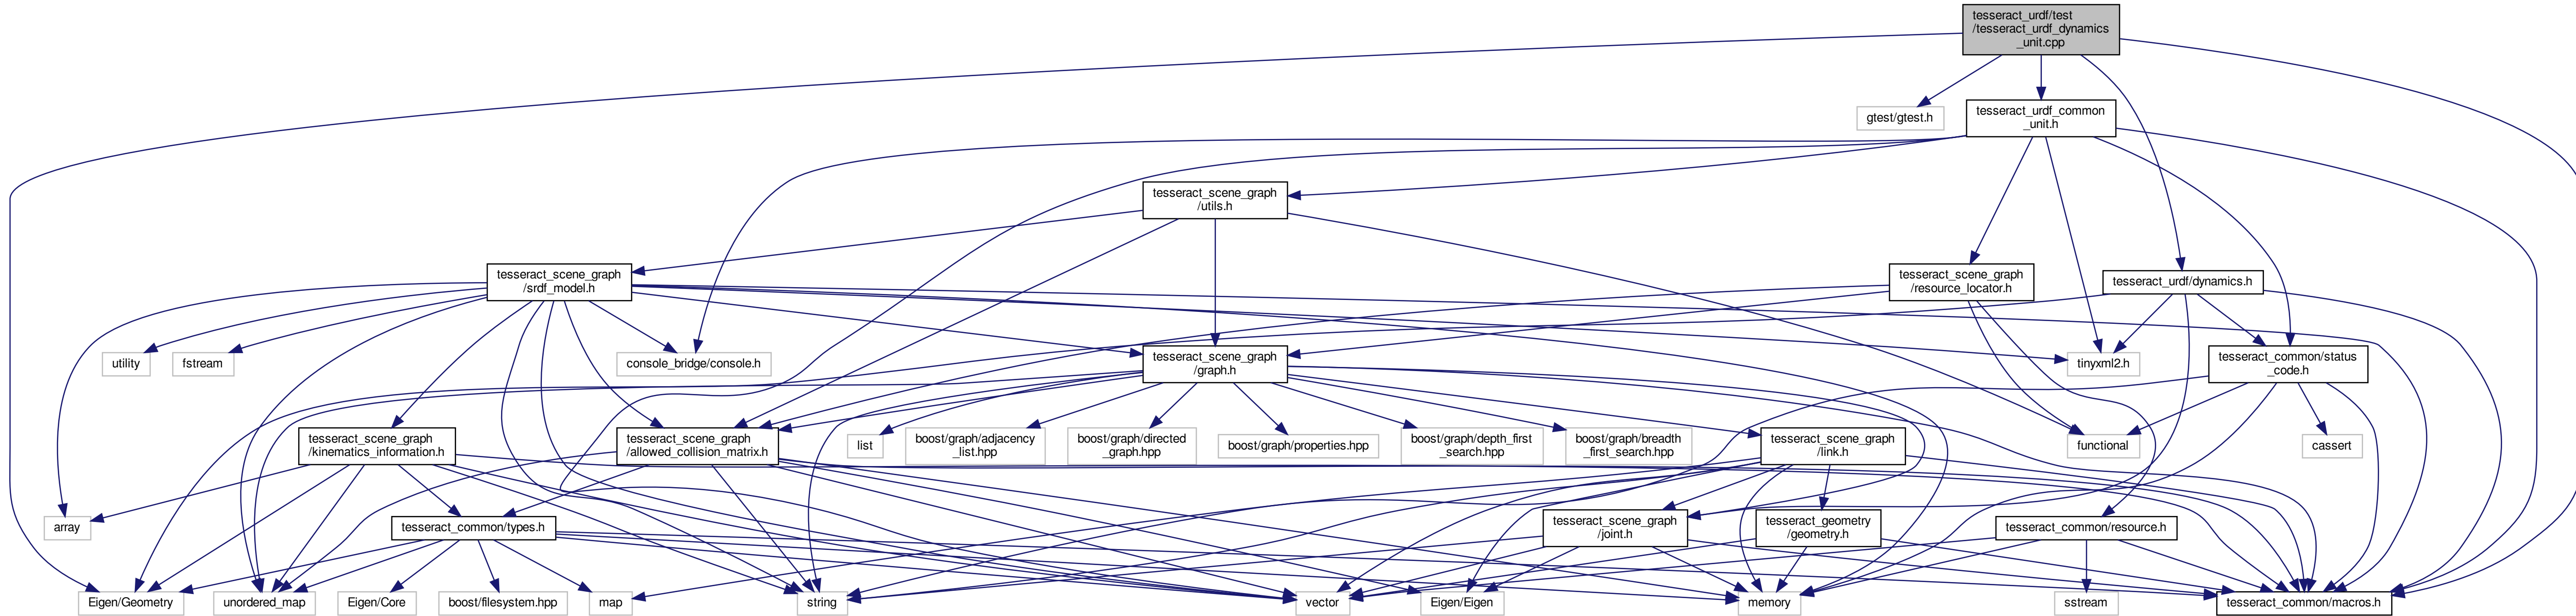 tesseract_urdf/test
/tesseract_urdf_dynamics
_unit.cpp
gtest/gtest.h
tesseract_urdf_common
_unit.h
tesseract_scene_graph
/utils.h
tesseract_scene_graph
/srdf_model.h
tesseract_scene_graph
/resource_locator.h
tesseract_urdf/dynamics.h
utility
fstream
console_bridge/console.h
tesseract_scene_graph
/graph.h
tinyxml2.h
tesseract_common/status
_code.h
tesseract_scene_graph
/kinematics_information.h
tesseract_scene_graph
/allowed_collision_matrix.h
list
boost/graph/adjacency
_list.hpp
boost/graph/directed
_graph.hpp
boost/graph/properties.hpp
boost/graph/depth_first
_search.hpp
boost/graph/breadth
_first_search.hpp
tesseract_scene_graph
/link.h
functional
cassert
array
tesseract_common/types.h
tesseract_scene_graph
/joint.h
tesseract_geometry
/geometry.h
tesseract_common/resource.h
Eigen/Geometry
unordered_map
Eigen/Core
boost/filesystem.hpp
map
string
vector
Eigen/Eigen
memory
sstream
tesseract_common/macros.h